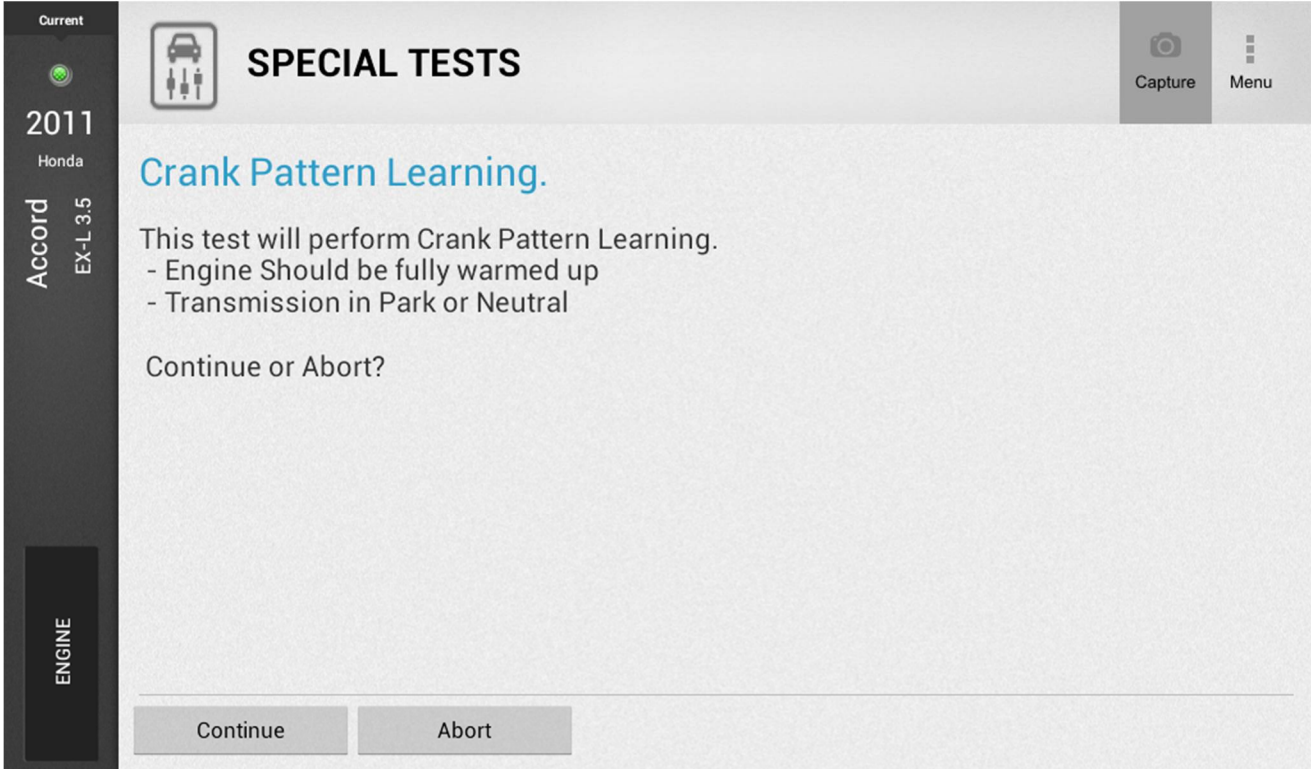 Current
2011
Honda
Accord
EX-L 3.5
ENGINE
SPECIAL TESTS
Capture
Menu
Crank Pattern Learning.
This test will perform Crank Pattern Learning.
- Engine Should be fully warmed up
- Transmission in Park or Neutral
Continue or Abort?
Continue
Abort